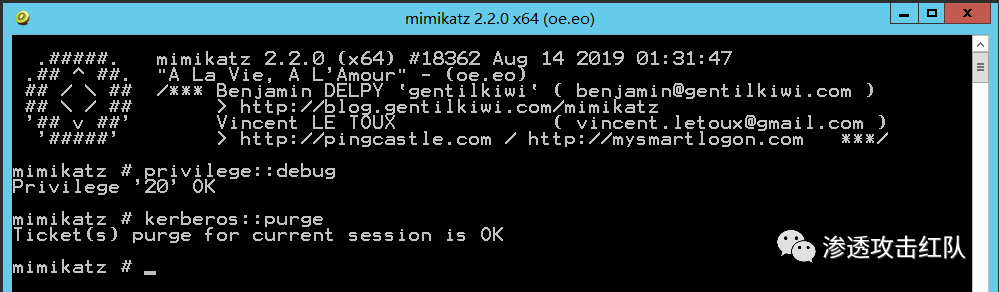 mimikatz 2.2.0 x64 (oe.eo)
.#####.   mimikatz 2.2.0 (x64) #18362 Aug 14 2019 01:31:47
.## ^ ##.  "A La Vie, A L'Amour" - (oe.eo)
## / \ ##  /*** Benjamin DELPY `gentilkiwi` ( benjamin@gentilkiwi.com )
## \ / ##       > http://blog.gentilkiwi.com/mimikatz
'## v ##'       Vincent LE TOUX             ( vincent.letoux@gmail.com )
'#####'        > http://pingcastle.com / http://mysmartlogon.com   ***/
mimikatz # privilege::debug
Privilege '20' OK
mimikatz # kerberos::purge
Ticket(s) purge for current session is OK
mimikatz # _
渗透攻击红队